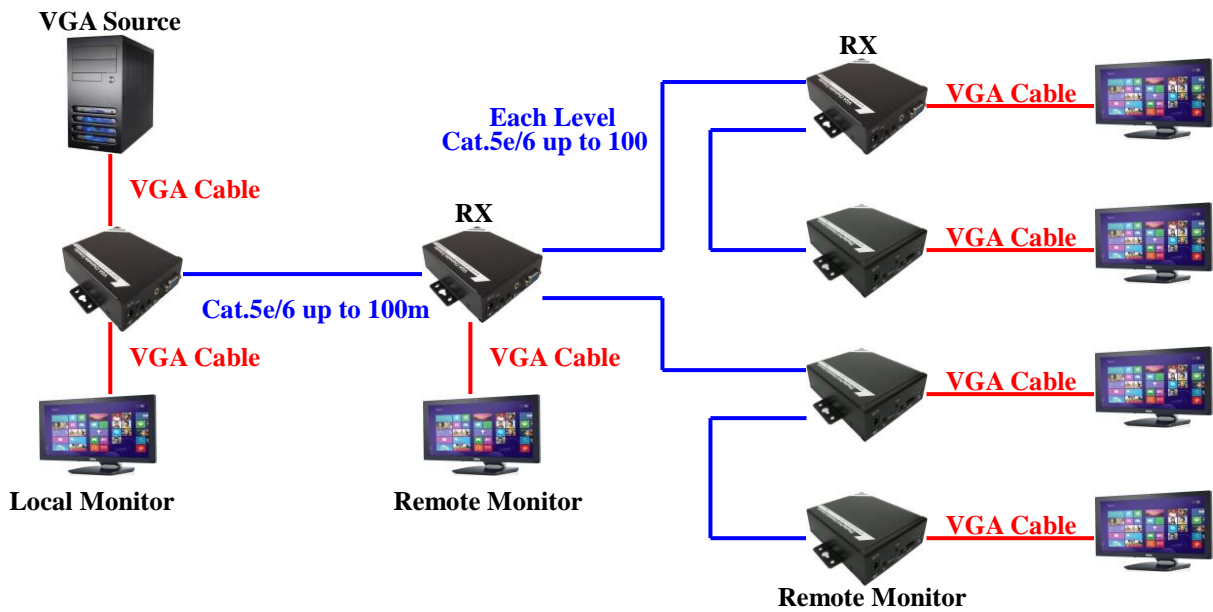 VGA Source
RX
VGA Cable
Each Level
Cat.5e/6 up to 100
VGA Cable
RX
VGA Cable
Cat.5e/6 up to 100m
VGA Cable
VGA Cable
VGA Cable
Local Monitor
Remote Monitor
VGA Cable
Remote Monitor